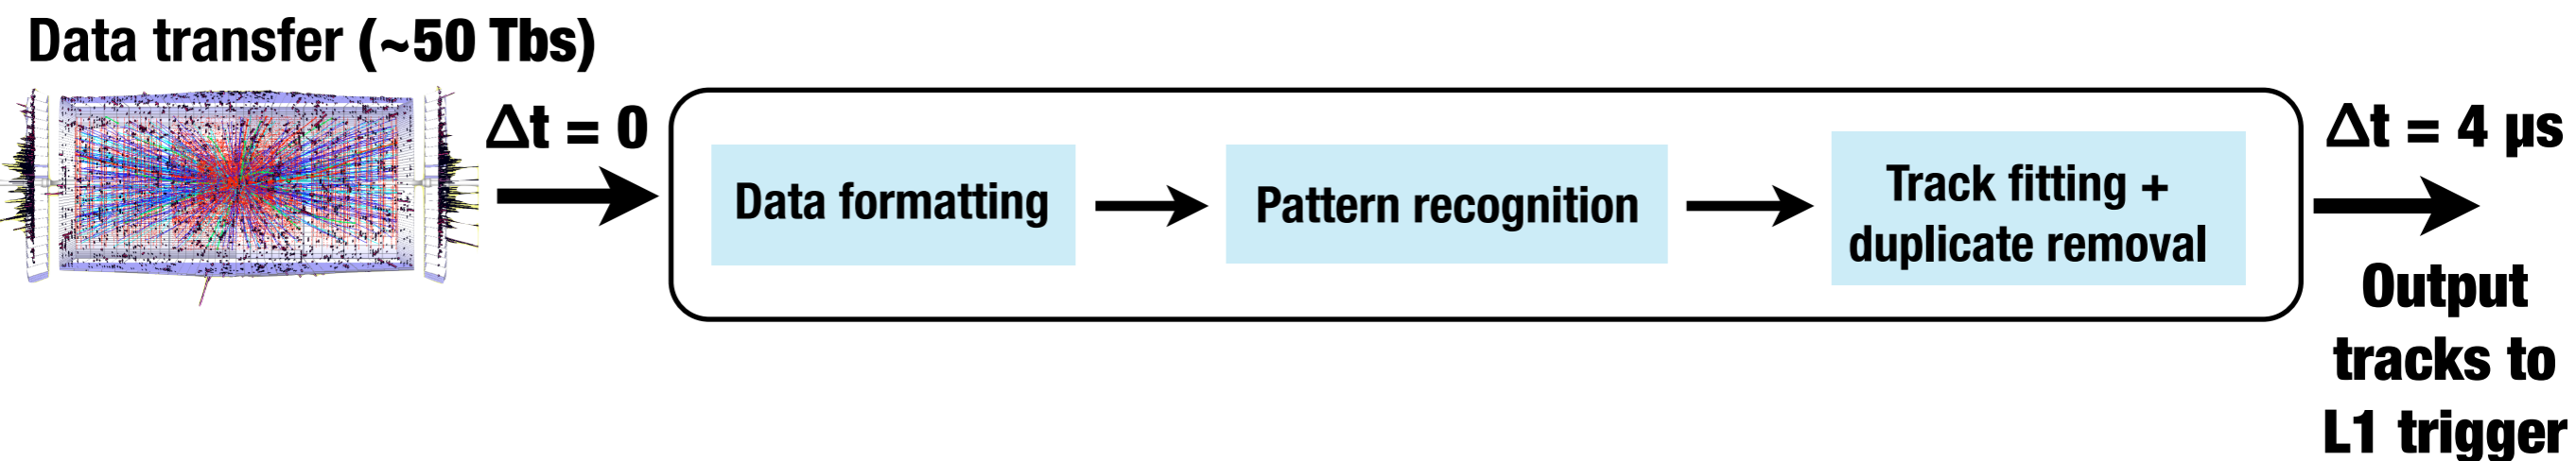 Data transfer (~50 Tbs)
Δt = 0
Data formatting
Pattern recognition
Track fitting +
duplicate removal
Δt = 4 μs
Output
tracks to
L1 trigger